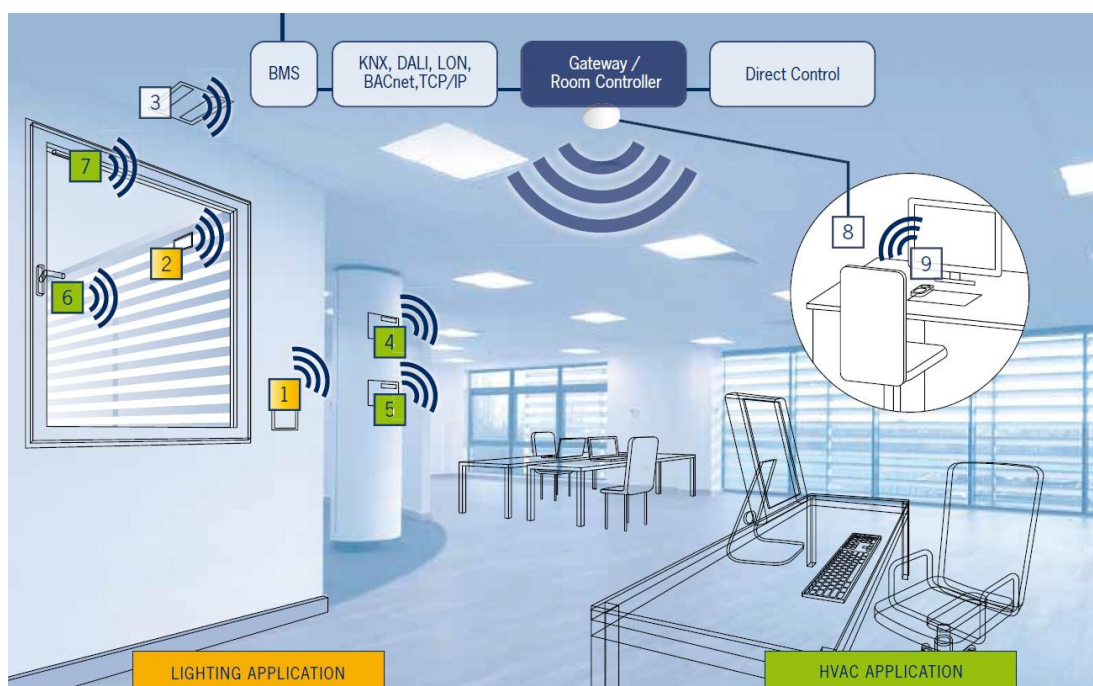 BMS
KNX, DALI, LON,
BACnet,TCP/IP
Gateway /
Room Controller
Direct Control
3
7
2
6
1
4
5
8
9
LIGHTING APPLICATION
HVAC APPLICATION